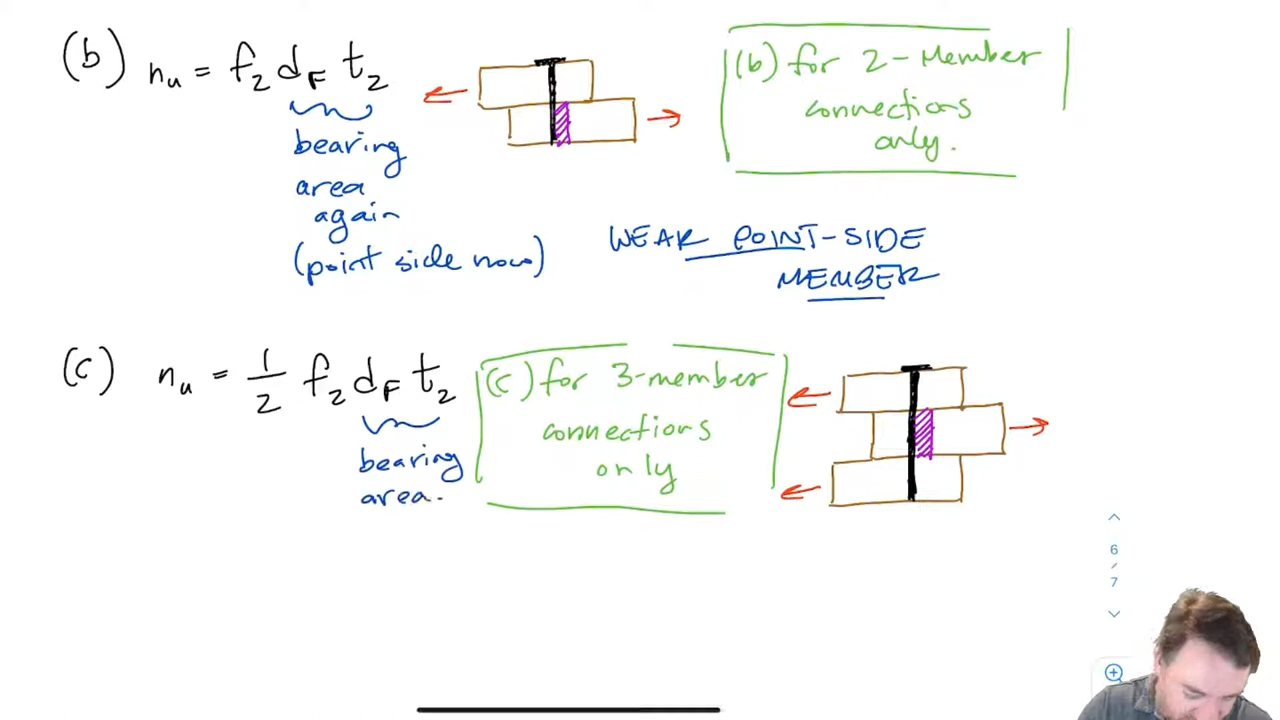 (b) nu = f2 dF t2
bearing
area
again
(point side now)
(b) for 2-Member
connections
only.
WEAK POINT-SIDE
MEMBER
(c) nu = 1/2 f2 dF t2
bearing
area.
(c) for 3-member
connections
only
6
/
7